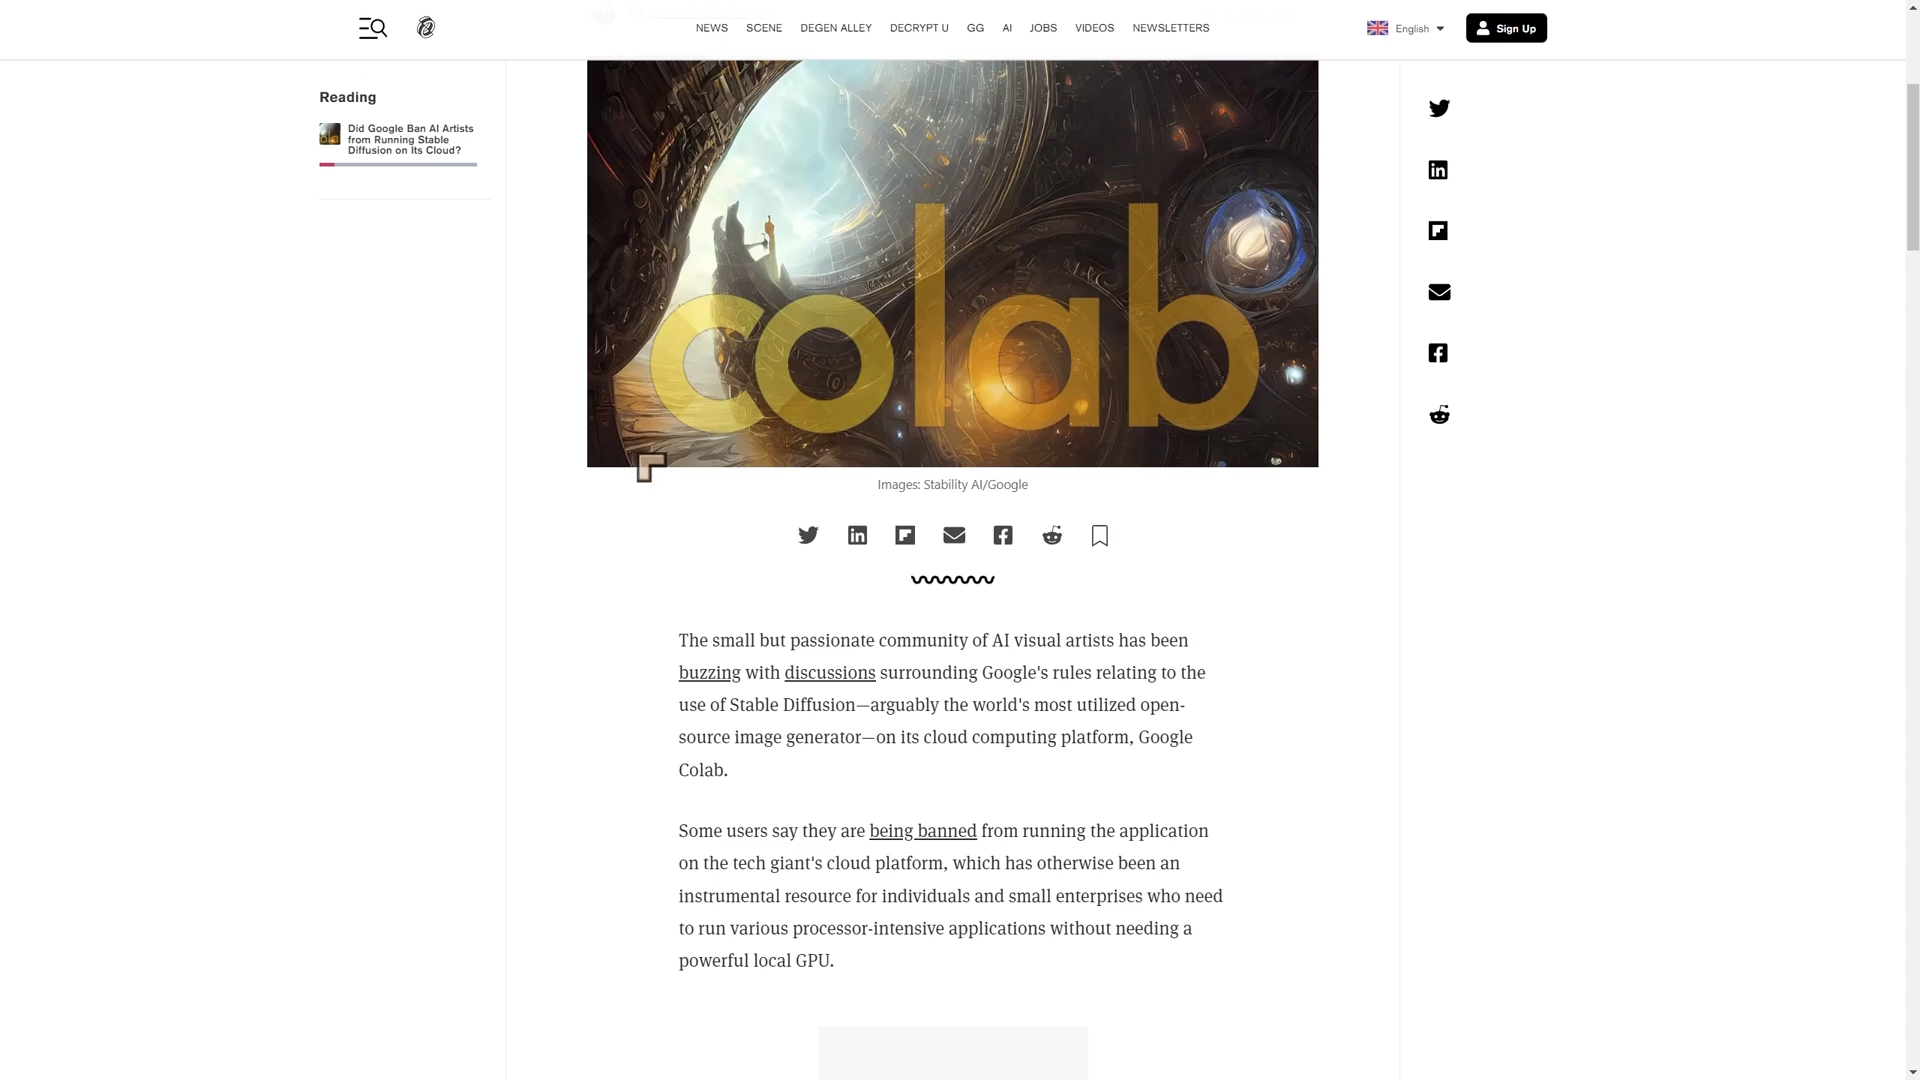 NEWS SCENE DEGEN ALLEY DECRYPT U GG AI JOBS VIDEOS NEWSLETTERS English Sign Up
Reading
Did Google Ban AI Artists
from Running Stable
Diffusion on Its Cloud?
colab
Images: Stability AI/Google
The small but passionate community of AI visual artists has been
buzzing with discussions surrounding Google's rules relating to the
use of Stable Diffusion—arguably the world's most utilized open-
source image generator—on its cloud computing platform, Google
Colab.
Some users say they are being banned from running the application
on the tech giant's cloud platform, which has otherwise been an
instrumental resource for individuals and small enterprises who need
to run various processor-intensive applications without needing a
powerful local GPU.